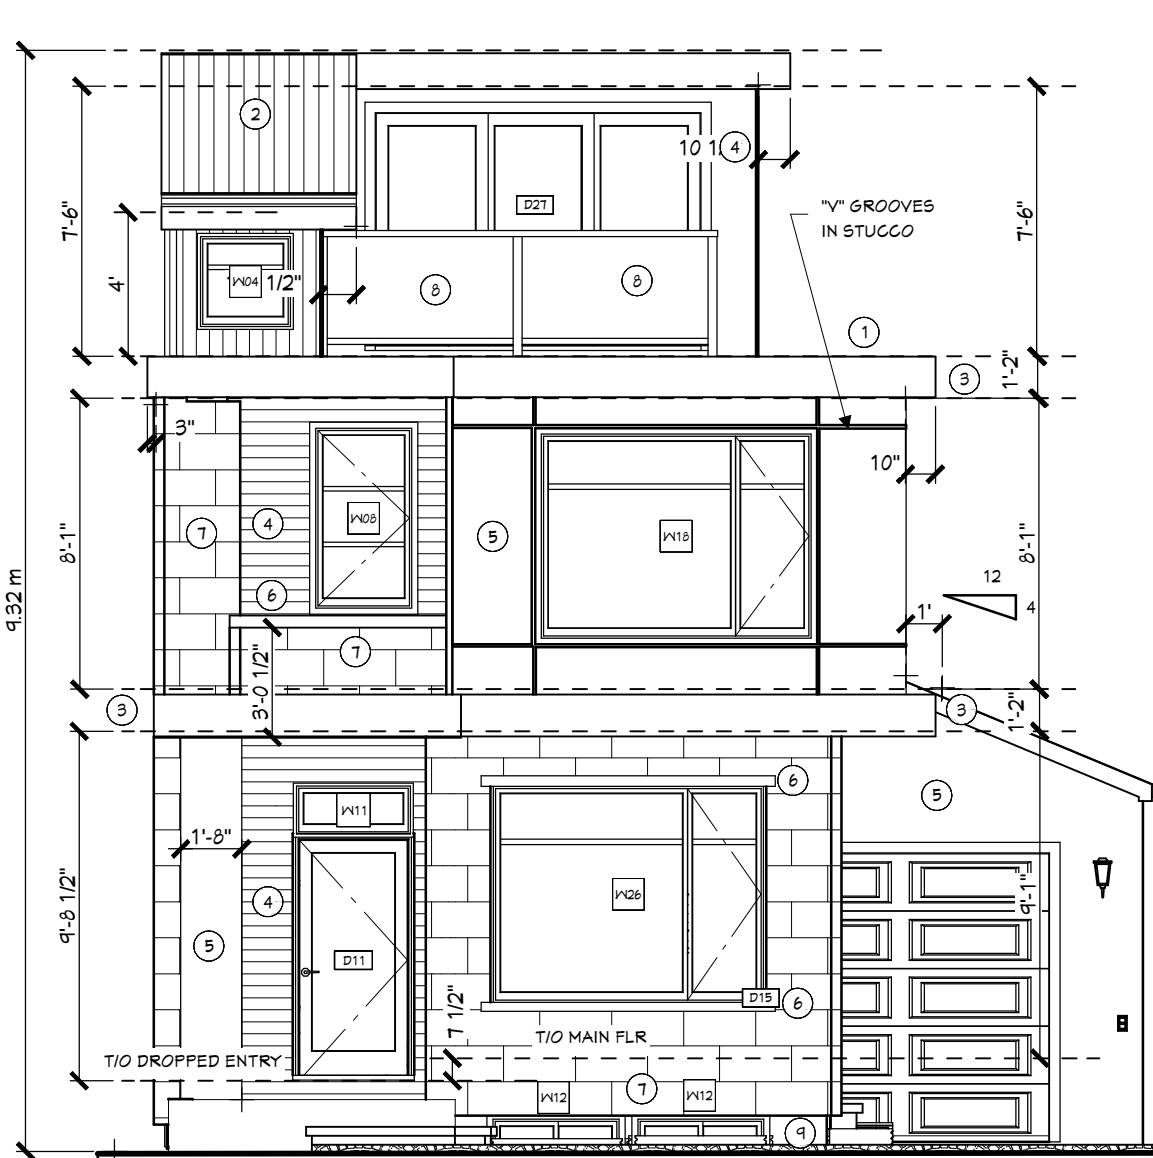 2
10 1
4
D27
"V" GROOVES
IN STUCCO
7'-6"
7'-6"
4'
W04
1/2"
8
8
1
3
1'-2"
3"
10"
7
4
W08
5
W18
8'-1"
8'-1"
9.32 m
12
4
1'
6
7
3'-0 1/2"
3
3
1'-2"
6
5
W11
1'-8"
4
W26
9'-8 1/2"
9'-1"
5
D11
D15
6
7 1/2"
T/O MAIN FLR
T/O DROPPED ENTRY
W12
7
W12
9